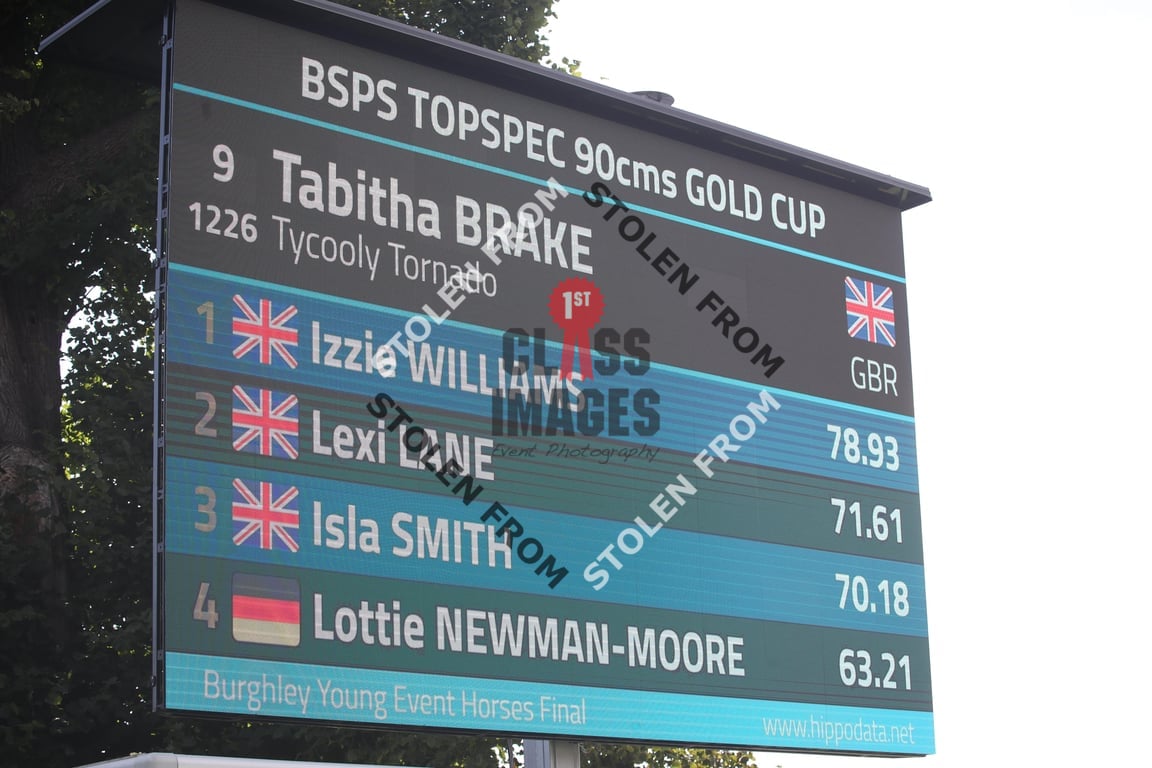 BSPS TOPSPEC 90cms GOLD CUP
9 Tabitha BRAKE
1226 Tycooly Tornado
GBR
1 Izzie WILLIAMS 78.93
2 Lexi LANE 71.61
3 Isla SMITH 70.18
4 Lottie NEWMAN-MOORE 63.21
Burghley Young Event Horses Final www.hippodata.net
STOLEN FROM
STOLEN FROM
1ST
CLASS
IMAGES
Event Photography
STOLEN FROM
STOLEN FROM